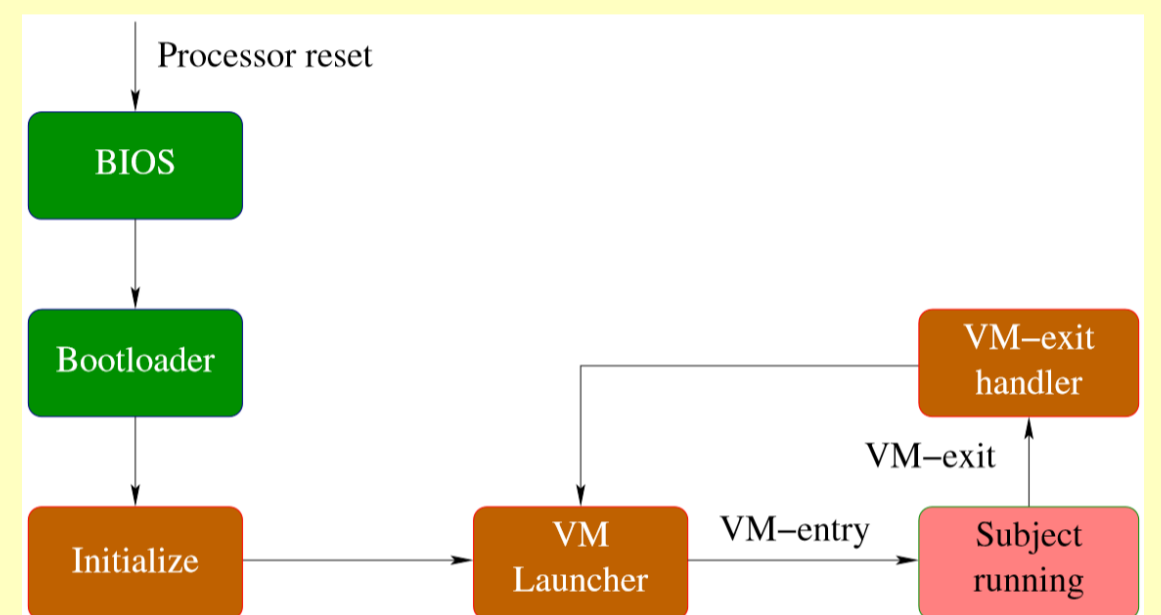 Processor reset
BIOS
Bootloader
VM−exit
handler
VM−exit
Initialize
VM
Launcher
VM−entry
Subject
running